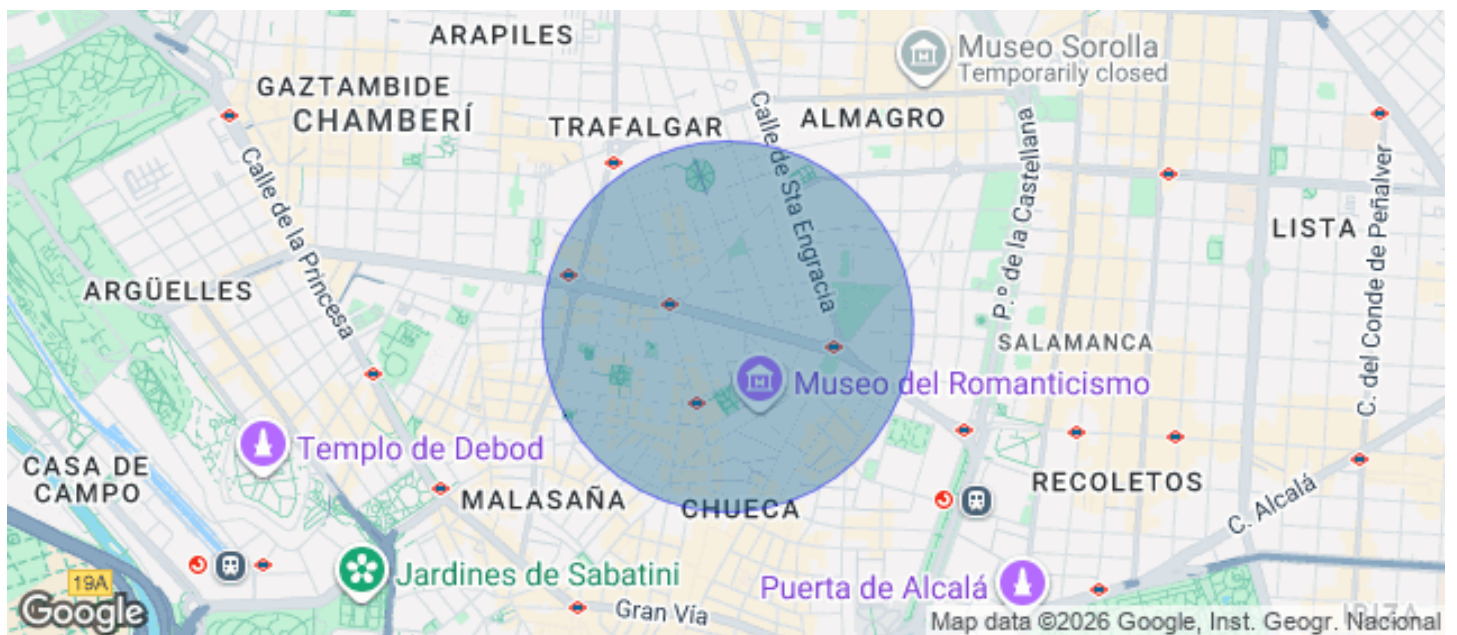 ARAPILES
Museo Sorolla
Temporarily closed
GAZTAMBIDE
CHAMBERÍ
TRAFALGAR
ALMAGRO
Calle de Sta Engracia
Calle de la Princesa
P.º de la Castellana
C. del Conde de Peñalver
LISTA
ARGÜELLES
SALAMANCA
Museo del Romanticismo
Templo de Debod
CASA DE
CAMPO
MALASAÑA
CHUECA
RECOLETOS
C. Alcalá
Jardines de Sabatini
Puerta de Alcalá
19A
Gran Vía
IBIZA
Google
Map data ©2026 Google, Inst. Geogr. Nacional